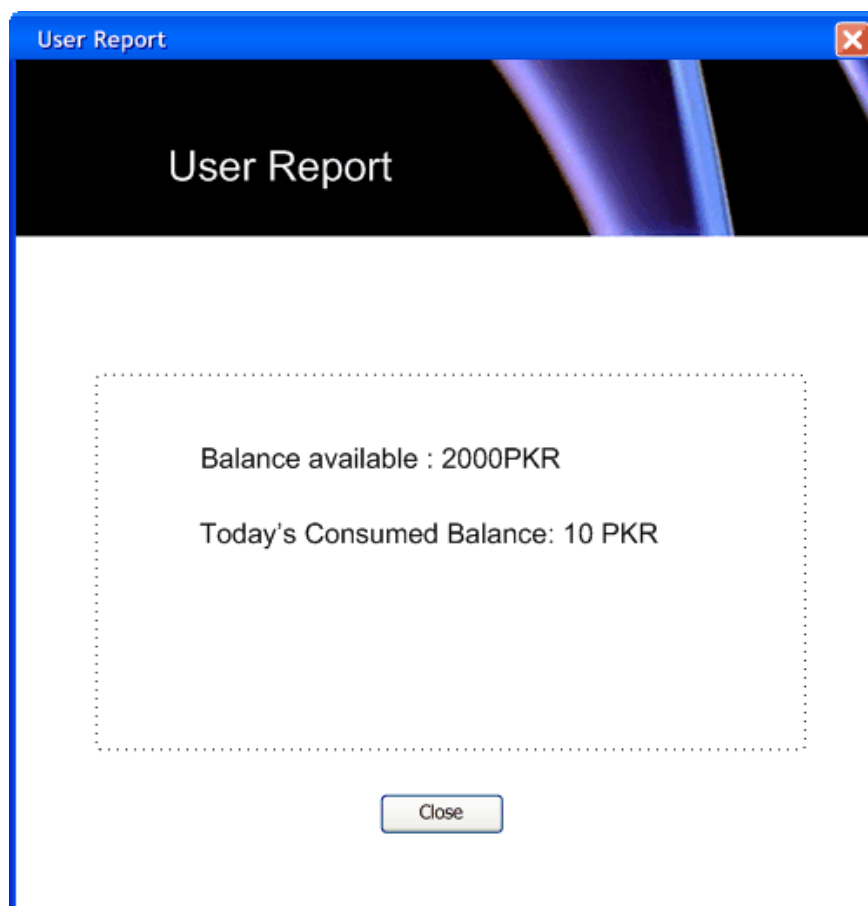 User Report
User Report
Balance available : 2000PKR
Today’s Consumed Balance: 10 PKR
Close